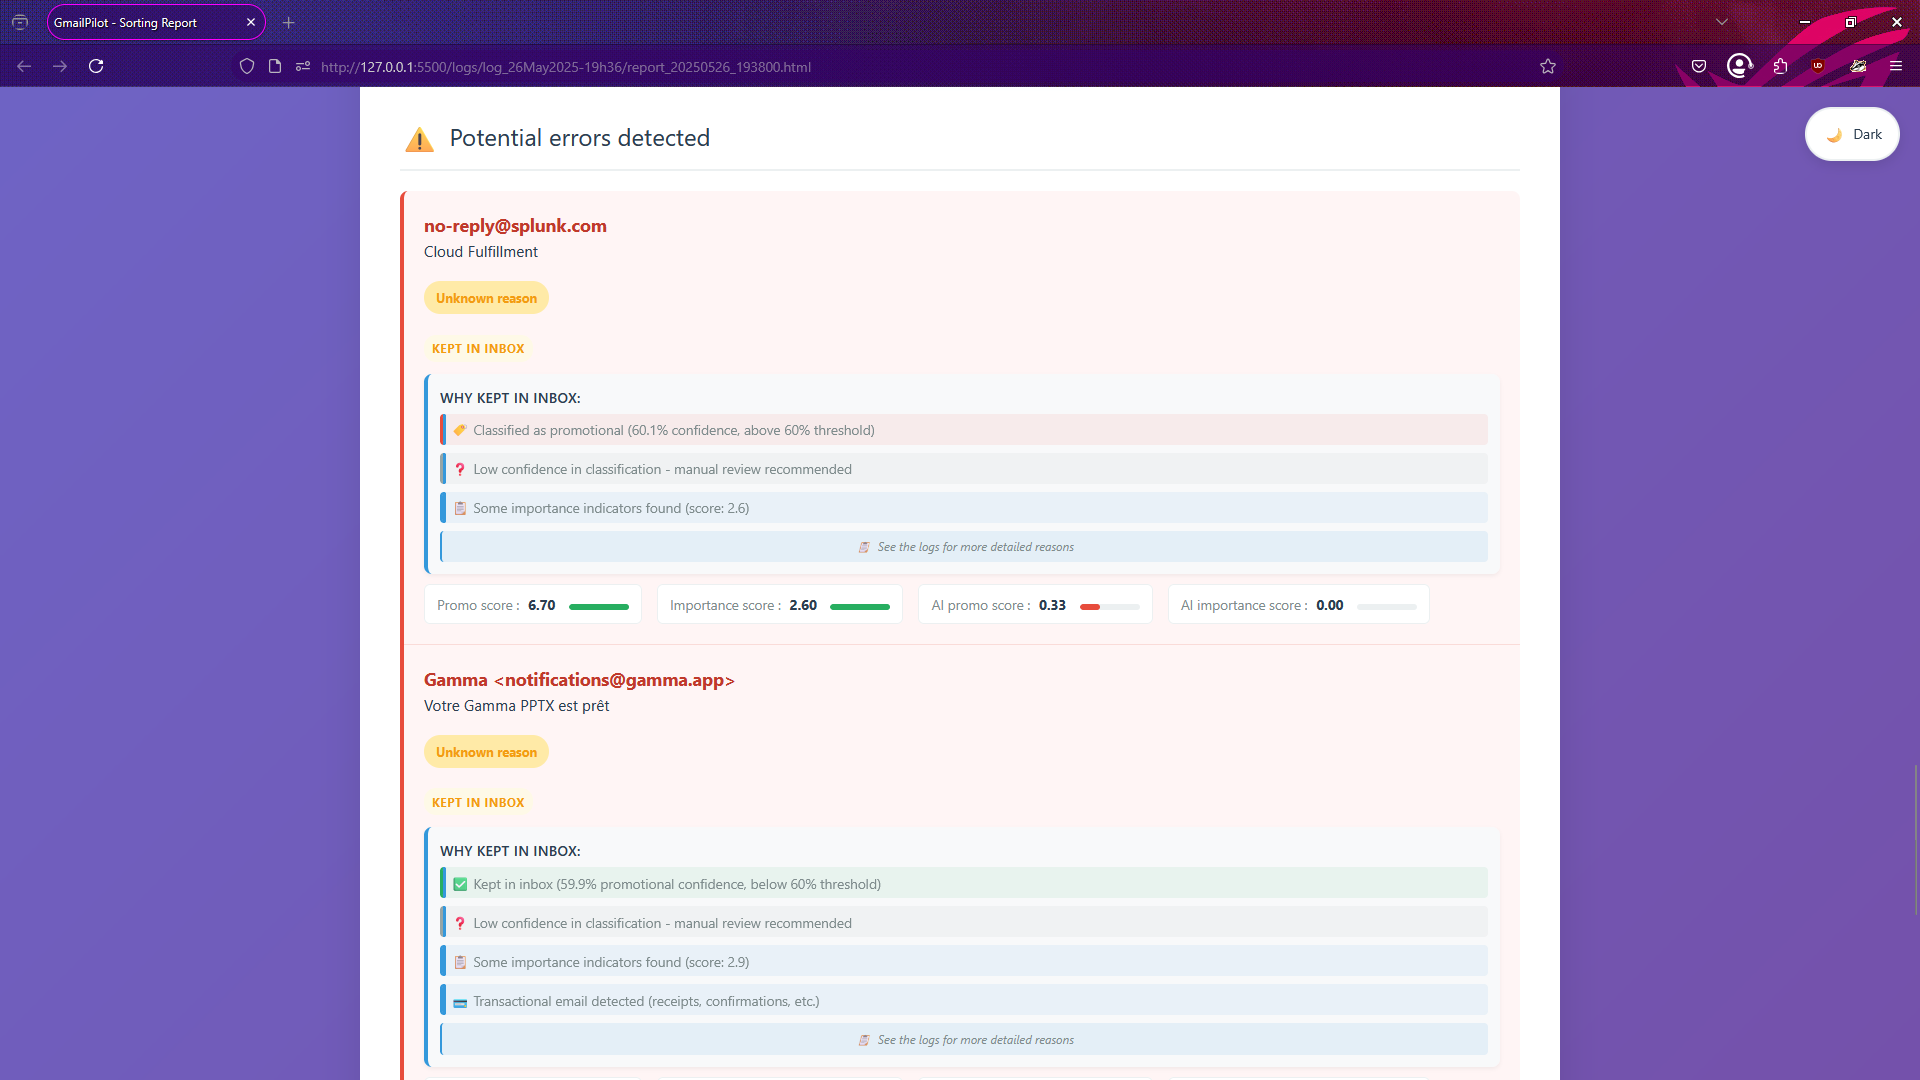 GmailPilot - Sorting Report
http://127.0.0.1:5500/logs/log_26May2025-19h36/report_20250526_193800.html
Dark
Potential errors detected
no-reply@splunk.com
Cloud Fulfillment
Unknown reason
KEPT IN INBOX
WHY KEPT IN INBOX:
Classified as promotional (60.1% confidence, above 60% threshold)
Low confidence in classification - manual review recommended
Some importance indicators found (score: 2.6)
See the logs for more detailed reasons
Promo score : 6.70 Importance score : 2.60 AI promo score : 0.33 AI importance score : 0.00
Gamma <notifications@gamma.app>
Votre Gamma PPTX est prêt
Unknown reason
KEPT IN INBOX
WHY KEPT IN INBOX:
Kept in inbox (59.9% promotional confidence, below 60% threshold)
Low confidence in classification - manual review recommended
Some importance indicators found (score: 2.9)
Transactional email detected (receipts, confirmations, etc.)
See the logs for more detailed reasons